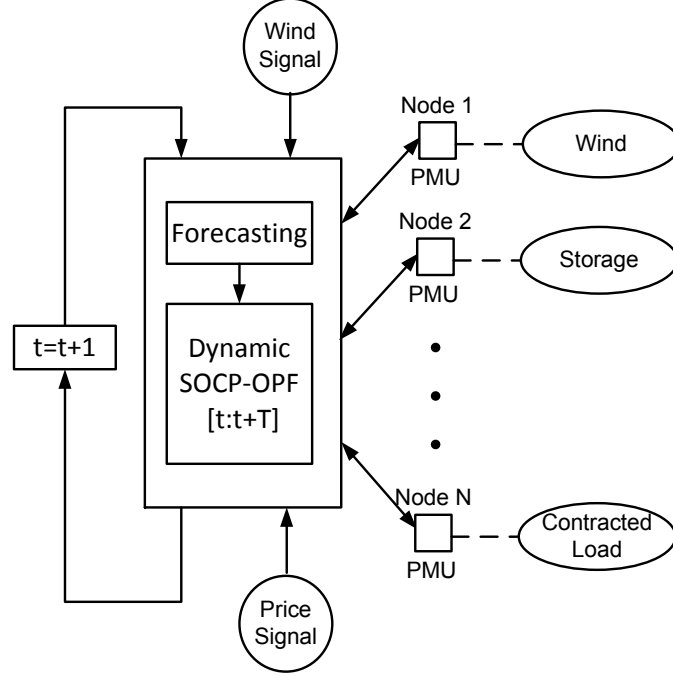 Wind
Signal
Node 1
PMU
Wind
Forecasting
Node 2
PMU
Storage
t=t+1
Dynamic
SOCP-OPF
[t:t+T]
Node N
PMU
Contracted
Load
Price
Signal